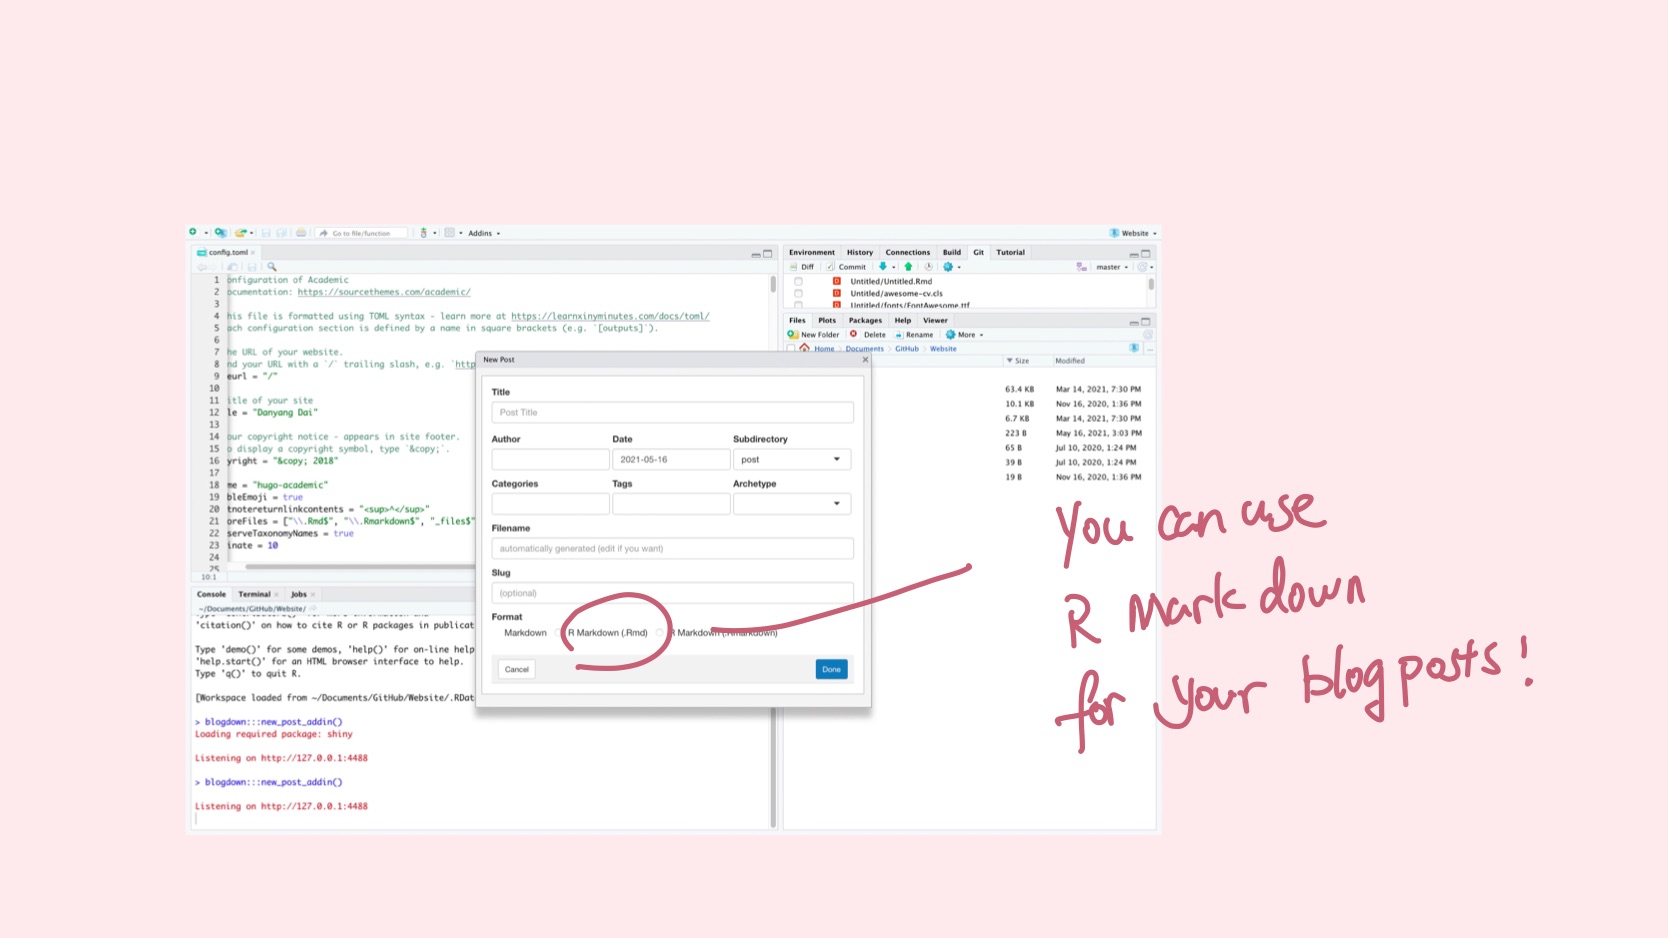 Go to file/function
Addins
Website
config.toml
1 onfiguration of Academic
2 ocumentation: https://sourcethemes.com/academic/
3
4 his file is formatted using TOML syntax - learn more at https://learnxinyminutes.com/docs/toml/
5 ach configuration section is defined by a name in square brackets (e.g. `[outputs]`).
6
7 he URL of your website.
8 nd your URL with a `/` trailing slash, e.g. `http
9 eurl = "/"
10
11 itle of your site
12 le = "Danyang Dai"
13
14 our copyright notice - appears in site footer.
15 o display a copyright symbol, type `&copy;`.
16 yright = "&copy; 2018"
17
18 me = "hugo-academic"
19 bleEmoji = true
20 tnotereturnlinkcontents = "<sup>^</sup>"
21 oreFiles = ["\\.Rmd$", "\\.Rmarkdown$", "_files$"
22 serveTaxonomyNames = true
23 inate = 10
24
25
10:1
Console Terminal Jobs
~/Documents/GitHub/Website/
'citation()' on how to cite R or R packages in publicat
Type 'demo()' for some demos, 'help()' for on-line help
'help.start()' for an HTML browser interface to help.
Type 'q()' to quit R.
[Workspace loaded from ~/Documents/GitHub/Website/.RDat
> blogdown:::new_post_addin()
Loading required package: shiny
Listening on http://127.0.0.1:4488
> blogdown:::new_post_addin()
Listening on http://127.0.0.1:4488
Environment History Connections Build Git Tutorial
Diff Commit master
Untitled/Untitled.Rmd
Untitled/awesome-cv.cls
Untitled/fonts/FontAwesome.ttf
Files Plots Packages Help Viewer
New Folder Delete Rename More
Home Documents GitHub Website
Size Modified
63.4 KB Mar 14, 2021, 7:30 PM
10.1 KB Nov 16, 2020, 1:36 PM
6.7 KB Mar 14, 2021, 7:30 PM
223 B May 16, 2021, 3:03 PM
65 B Jul 10, 2020, 1:24 PM
39 B Jul 10, 2020, 1:24 PM
19 B Nov 16, 2020, 1:36 PM
New Post
Title
Post Title
Author Date Subdirectory
2021-05-16 post
Categories Tags Archetype
Filename
automatically generated (edit if you want)
Slug
(optional)
Format
Markdown R Markdown (.Rmd) R Markdown (.Rmarkdown)
Cancel Done
You can use
R Markdown
for your blog posts!